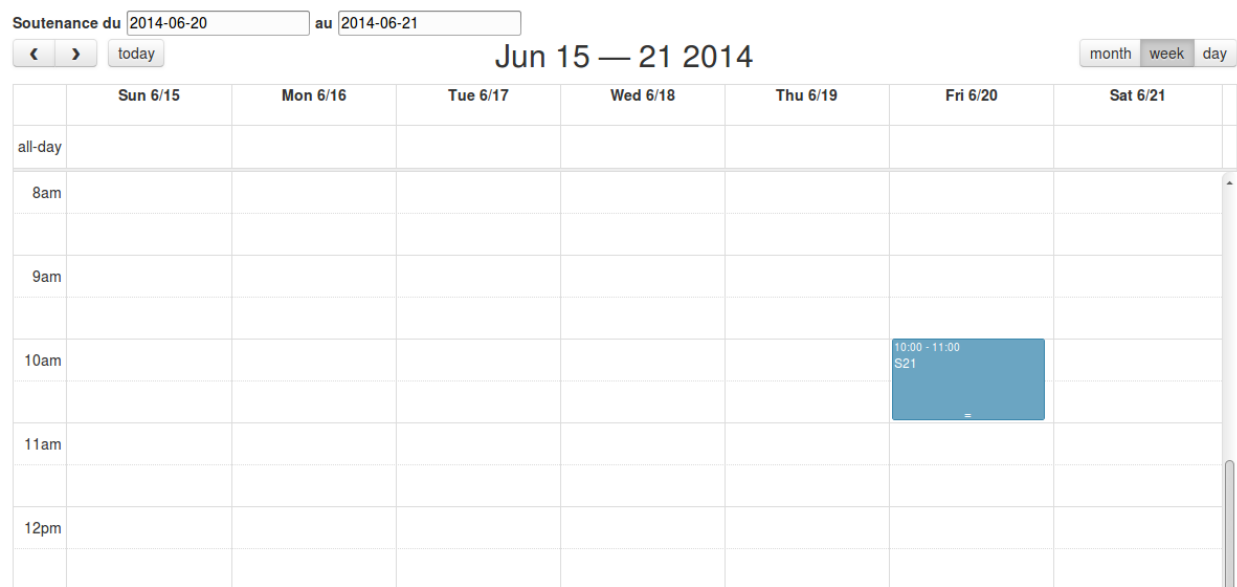 Soutenance du 2014-06-20 au 2014-06-21
today Jun 15 — 21 2014 month week day
Sun 6/15 Mon 6/16 Tue 6/17 Wed 6/18 Thu 6/19 Fri 6/20 Sat 6/21
all-day
8am
9am
10:00 - 11:00
10am S21
11am
12pm